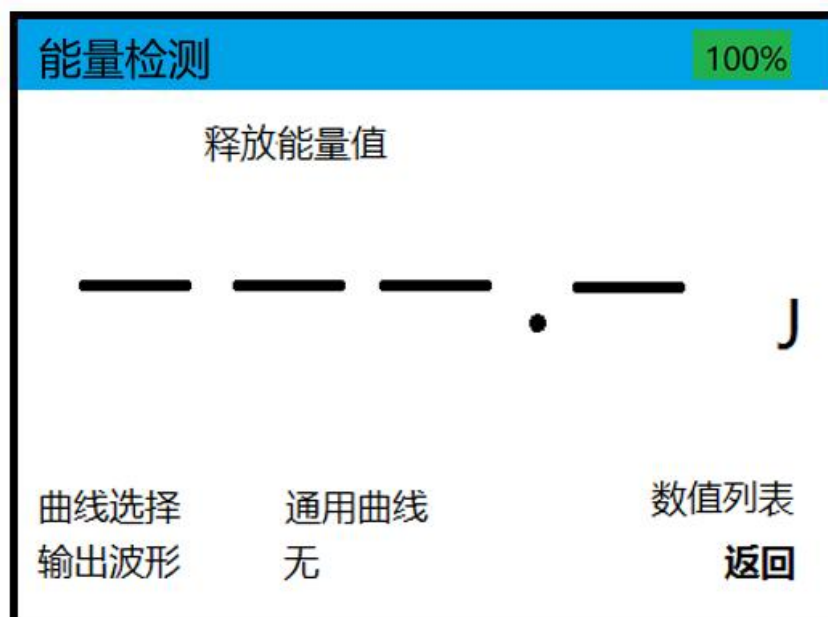 能量检测 100%
释放能量值
— — — . — J
曲线选择 通用曲线 数值列表
输出波形 无 返回